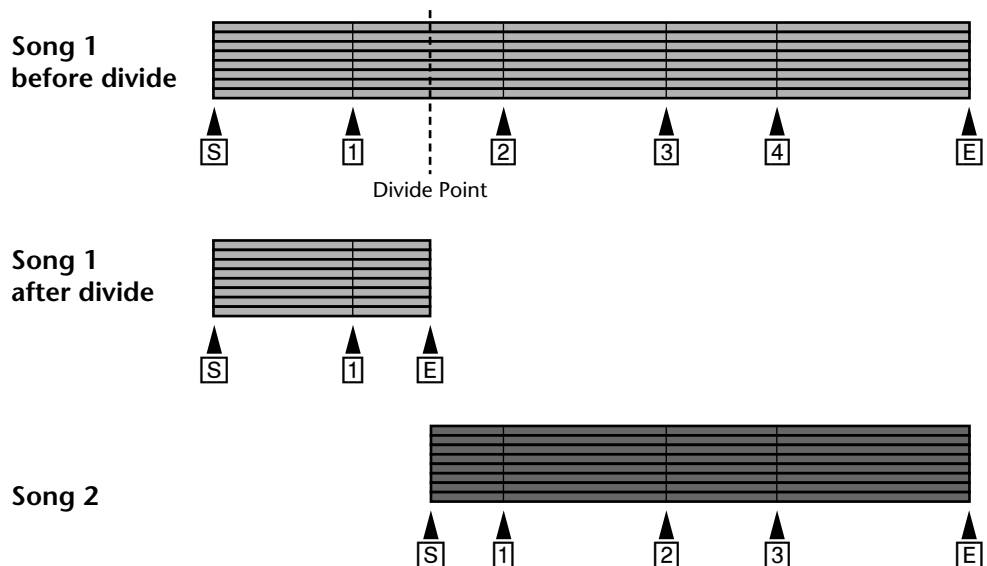 Song 1
before divide
S 1 2 3 4 E
Divide Point
Song 1
after divide
S 1 E
Song 2
S 1 2 3 E